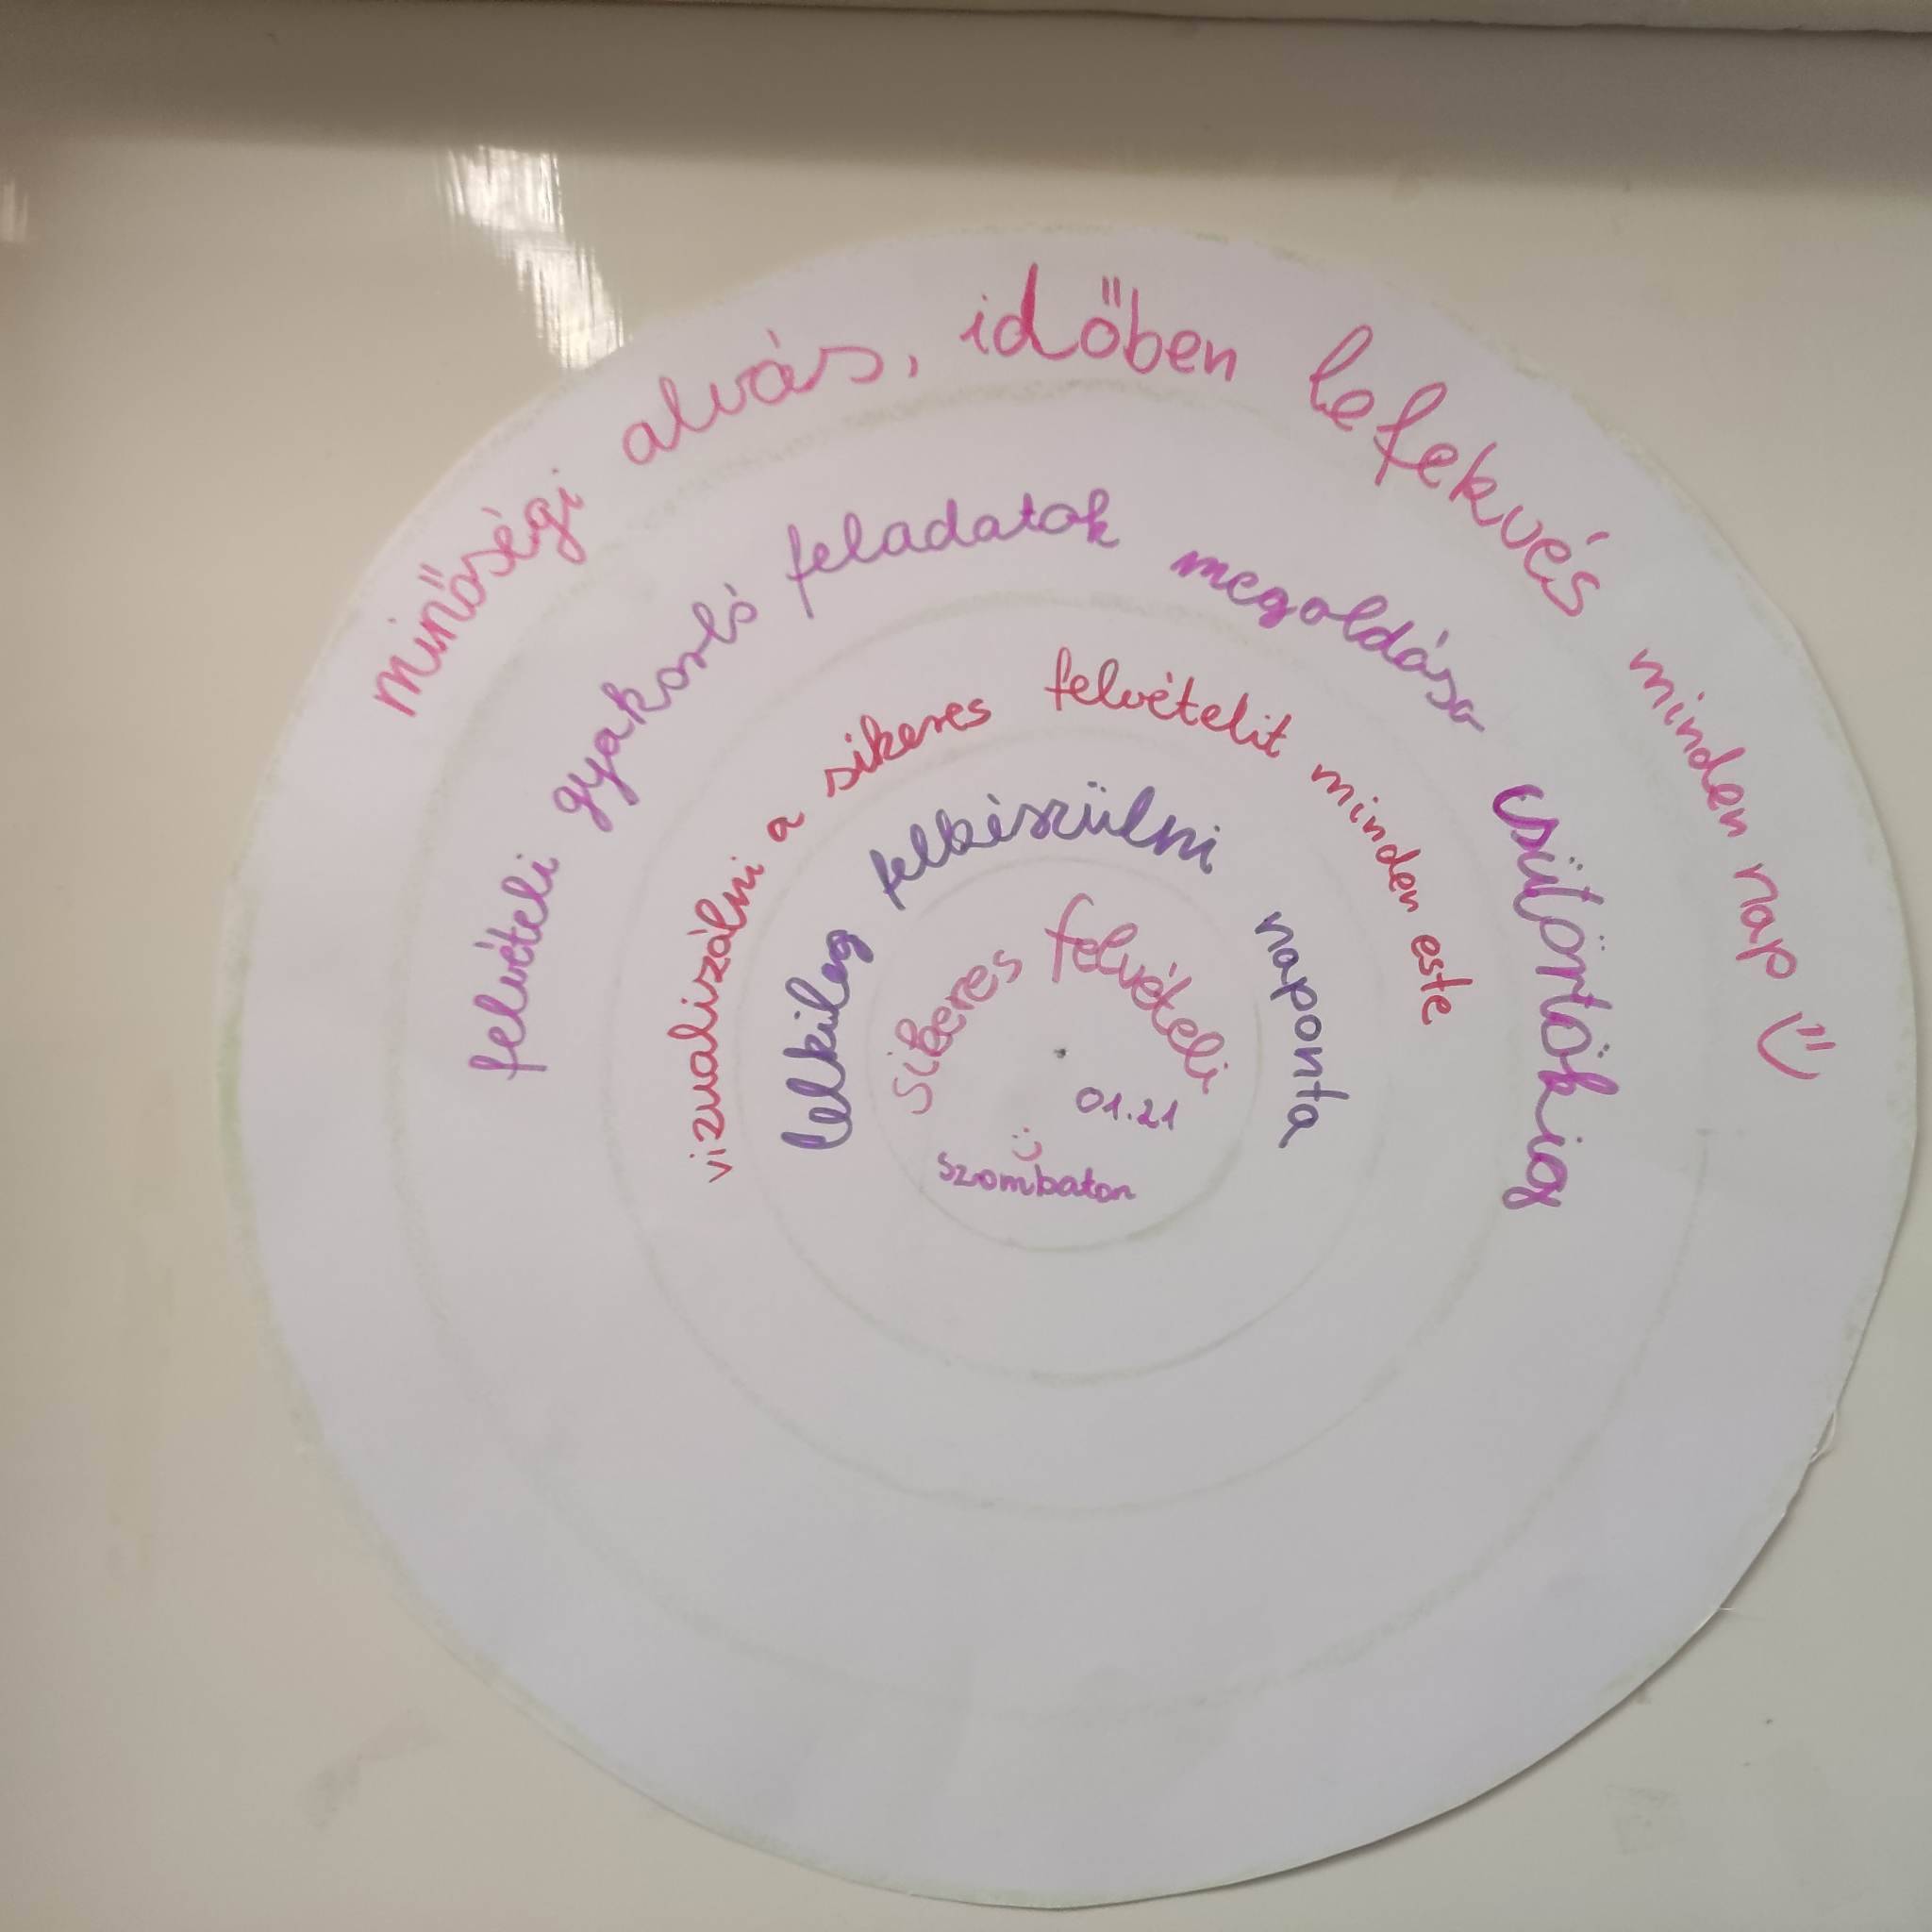 minőségi alvás, időben lefekvés minden nap
felvételi gyakorló feladatok megoldása csütörtökig
vizualizálni a sikeres felvételit minden este
lelkileg felkészülni naponta
sikeres felvételi
01.21
szombaton